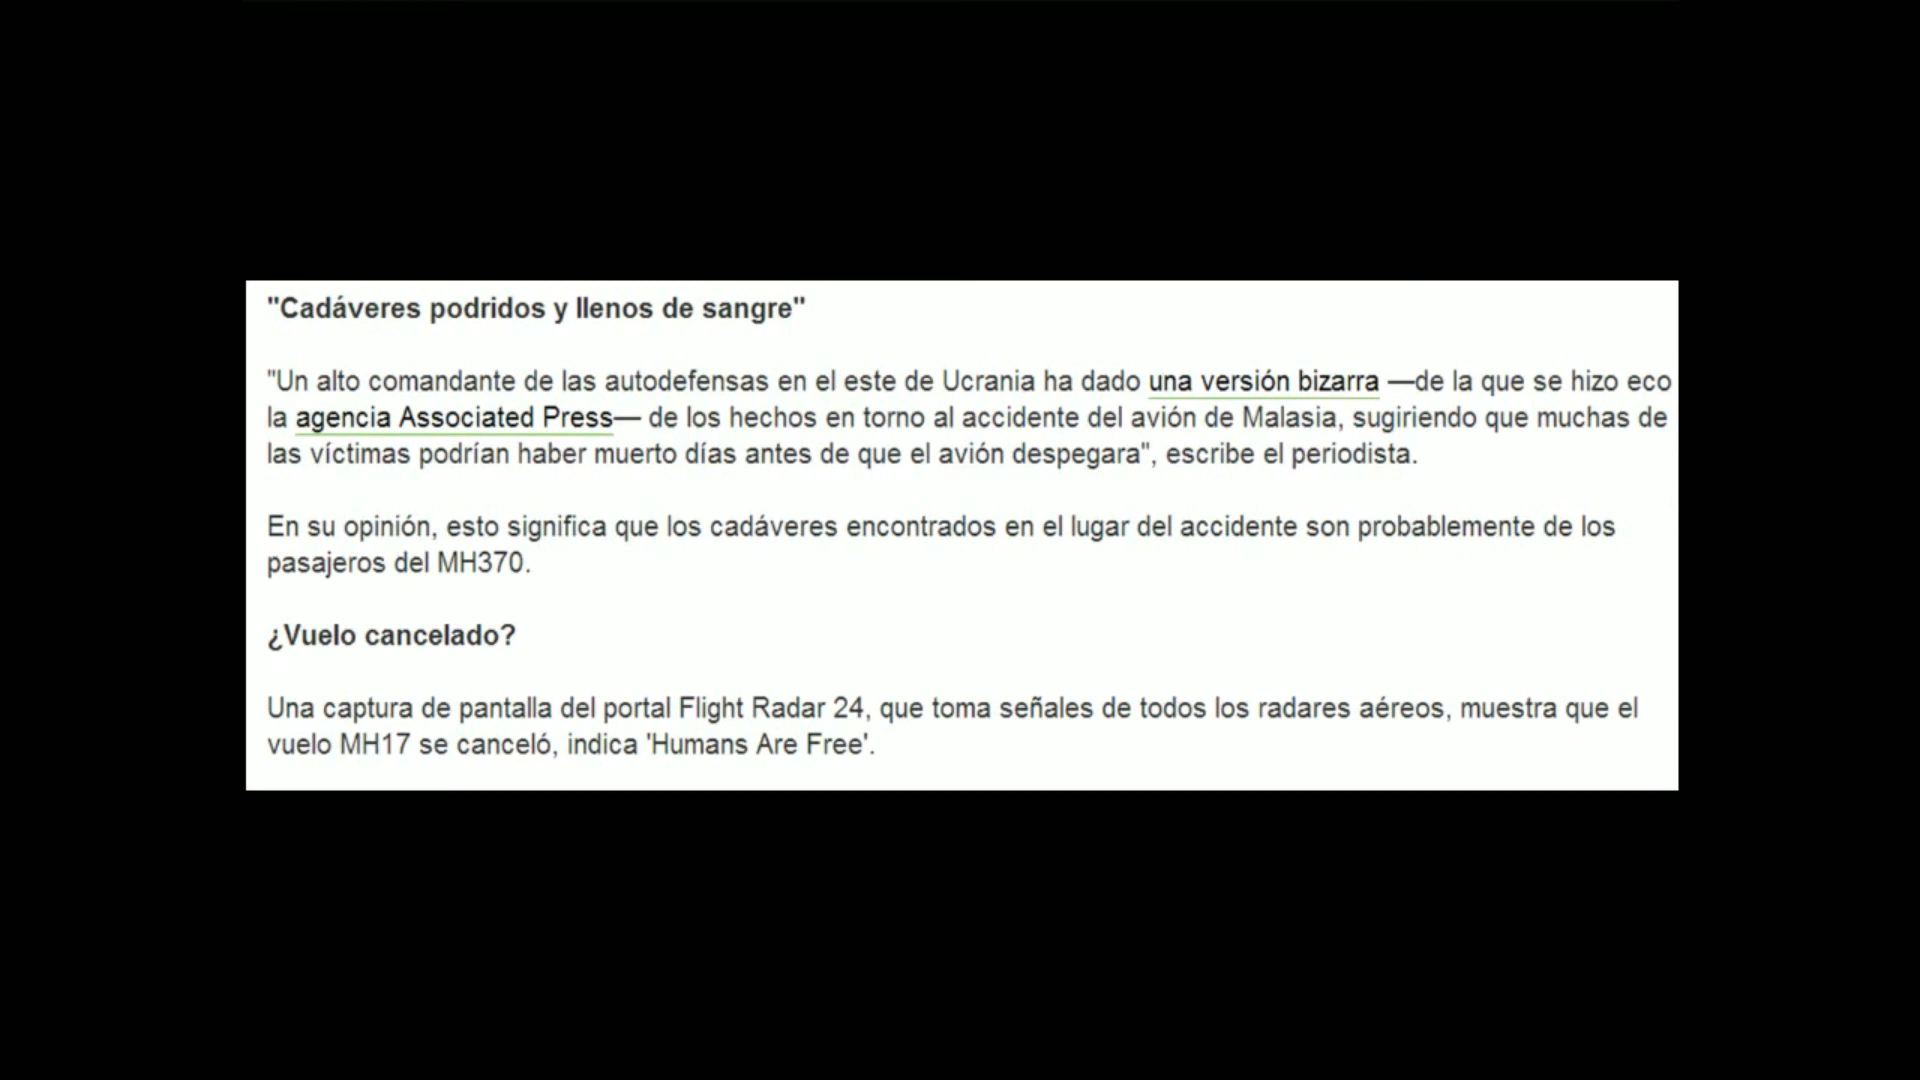 "Cadáveres podridos y llenos de sangre"
"Un alto comandante de las autodefensas en el este de Ucrania ha dado una versión bizarra —de la que se hizo eco
la agencia Associated Press— de los hechos en torno al accidente del avión de Malasia, sugiriendo que muchas de
las víctimas podrían haber muerto días antes de que el avión despegara", escribe el periodista.
En su opinión, esto significa que los cadáveres encontrados en el lugar del accidente son probablemente de los
pasajeros del MH370.
¿Vuelo cancelado?
Una captura de pantalla del portal Flight Radar 24, que toma señales de todos los radares aéreos, muestra que el
vuelo MH17 se canceló, indica 'Humans Are Free'.